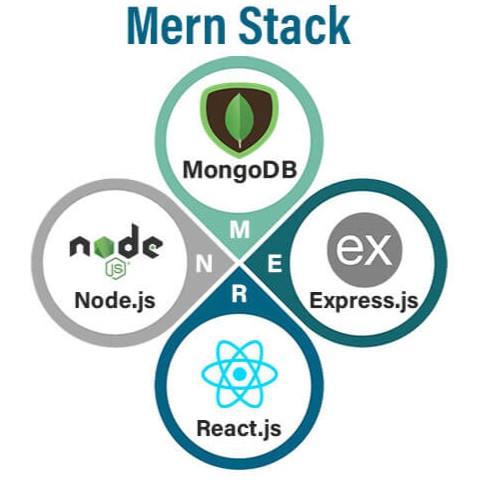 Mern Stack
MongoDB
M
node
JS
Node.js
N
E
ex
Express.js
R
React.js